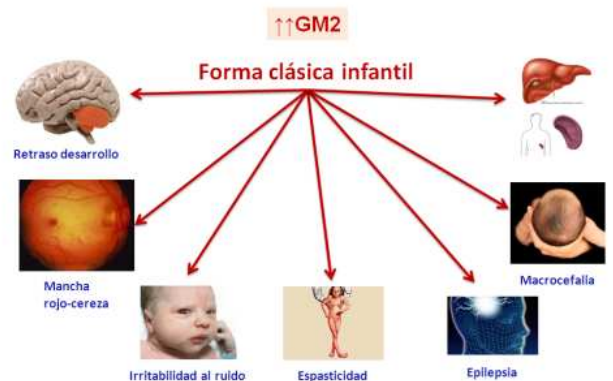 ↑↑GM2
Forma clásica infantil
Retraso desarrollo
Mancha
rojo-cereza
Macrocefalia
Irritabilidad al ruido
Espasticidad
Epilepsia